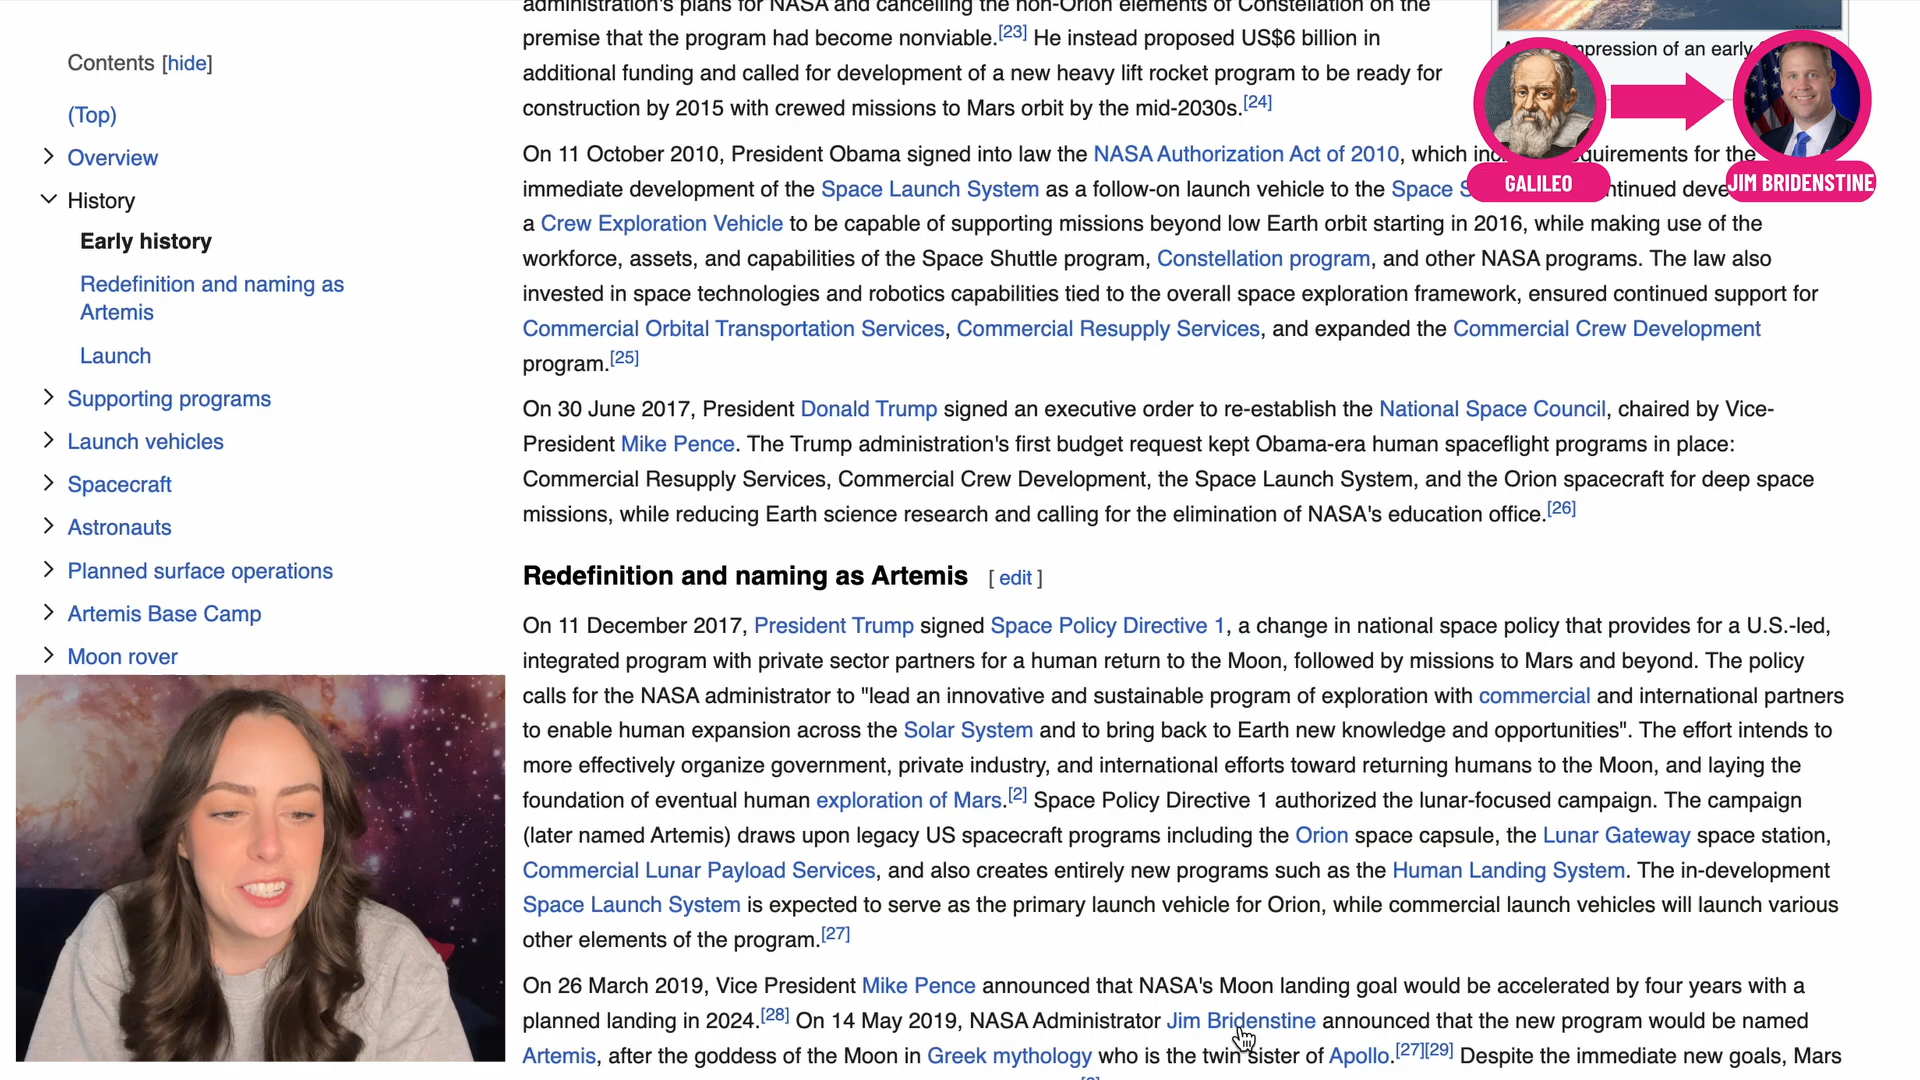 Contents [hide]
(Top)
Overview
History
Early history
Redefinition and naming as
Artemis
Launch
Supporting programs
Launch vehicles
Spacecraft
Astronauts
Planned surface operations
Artemis Base Camp
Moon rover
administration's plans for NASA and cancelling the non-Orion elements of Constellation on the
premise that the program had become nonviable.[23] He instead proposed US$6 billion in
additional funding and called for development of a new heavy lift rocket program to be ready for
construction by 2015 with crewed missions to Mars orbit by the mid-2030s.[24]
On 11 October 2010, President Obama signed into law the NASA Authorization Act of 2010, which requirements for the
immediate development of the Space Launch System as a follow-on launch vehicle to the Space
a Crew Exploration Vehicle to be capable of supporting missions beyond low Earth orbit starting in 2016, while making use of the
workforce, assets, and capabilities of the Space Shuttle program, Constellation program, and other NASA programs. The law also
invested in space technologies and robotics capabilities tied to the overall space exploration framework, ensured continued support for
Commercial Orbital Transportation Services, Commercial Resupply Services, and expanded the Commercial Crew Development
program.[25]
On 30 June 2017, President Donald Trump signed an executive order to re-establish the National Space Council, chaired by Vice-
President Mike Pence. The Trump administration's first budget request kept Obama-era human spaceflight programs in place:
Commercial Resupply Services, Commercial Crew Development, the Space Launch System, and the Orion spacecraft for deep space
missions, while reducing Earth science research and calling for the elimination of NASA's education office.[26]
Redefinition and naming as Artemis [ edit ]
On 11 December 2017, President Trump signed Space Policy Directive 1, a change in national space policy that provides for a U.S.-led,
integrated program with private sector partners for a human return to the Moon, followed by missions to Mars and beyond. The policy
calls for the NASA administrator to "lead an innovative and sustainable program of exploration with commercial and international partners
to enable human expansion across the Solar System and to bring back to Earth new knowledge and opportunities". The effort intends to
more effectively organize government, private industry, and international efforts toward returning humans to the Moon, and laying the
foundation of eventual human exploration of Mars.[2] Space Policy Directive 1 authorized the lunar-focused campaign. The campaign
(later named Artemis) draws upon legacy US spacecraft programs including the Orion space capsule, the Lunar Gateway space station,
Commercial Lunar Payload Services, and also creates entirely new programs such as the Human Landing System. The in-development
Space Launch System is expected to serve as the primary launch vehicle for Orion, while commercial launch vehicles will launch various
other elements of the program.[27]
On 26 March 2019, Vice President Mike Pence announced that NASA's Moon landing goal would be accelerated by four years with a
planned landing in 2024.[28] On 14 May 2019, NASA Administrator Jim Bridenstine announced that the new program would be named
Artemis, after the goddess of the Moon in Greek mythology who is the twin sister of Apollo.[27][29] Despite the immediate new goals, Mars
impression of an early
GALILEO
JIM BRIDENSTINE